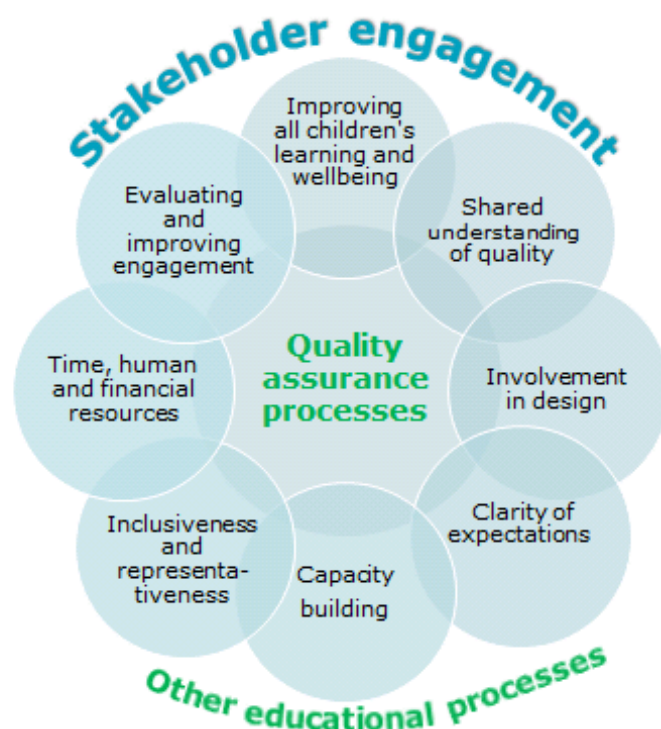 Stakeholder engagement
Improving
all children's
learning and
wellbeing
Shared
understanding
of quality
Involvement
in design
Clarity of
expectations
Capacity
building
Inclusiveness
and
representa-
tiveness
Time, human
and financial
resources
Evaluating
and
improving
engagement
Quality
assurance
processes
Other educational processes